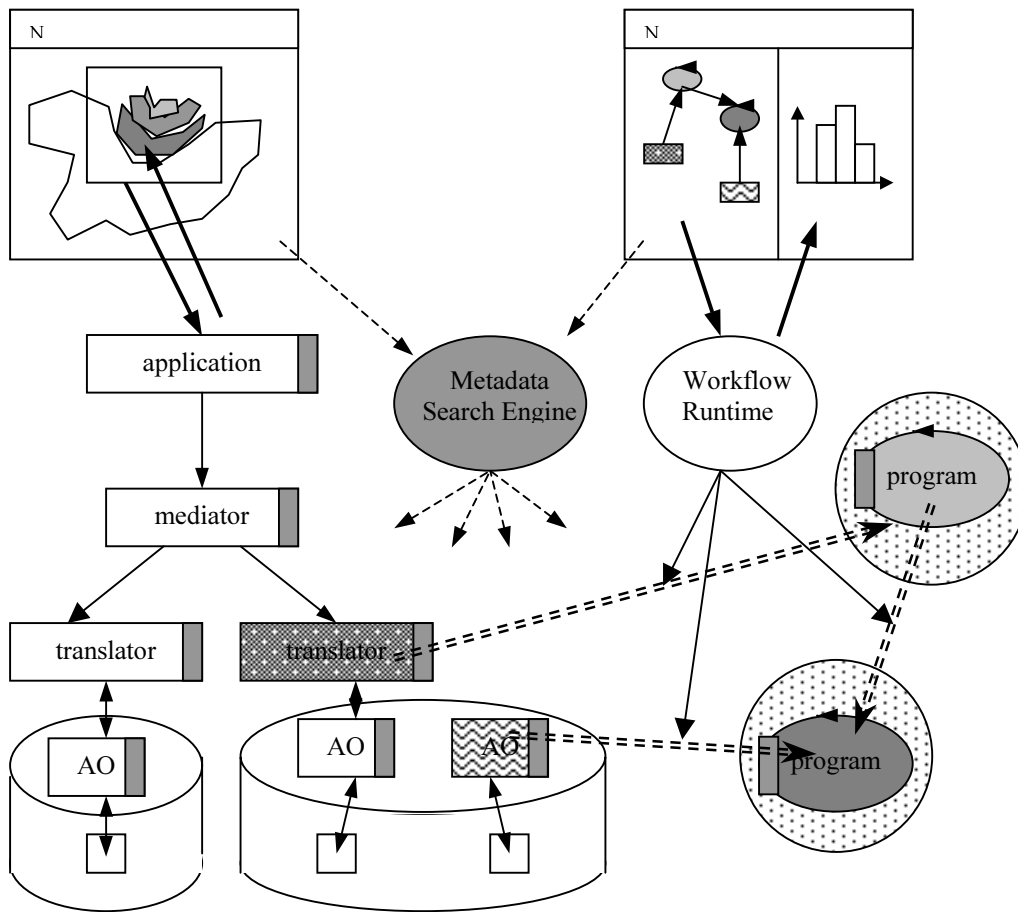 N
N
application
Metadata
Search Engine
Workflow
Runtime
program
mediator
translator
translator
AO
AO
AO
program